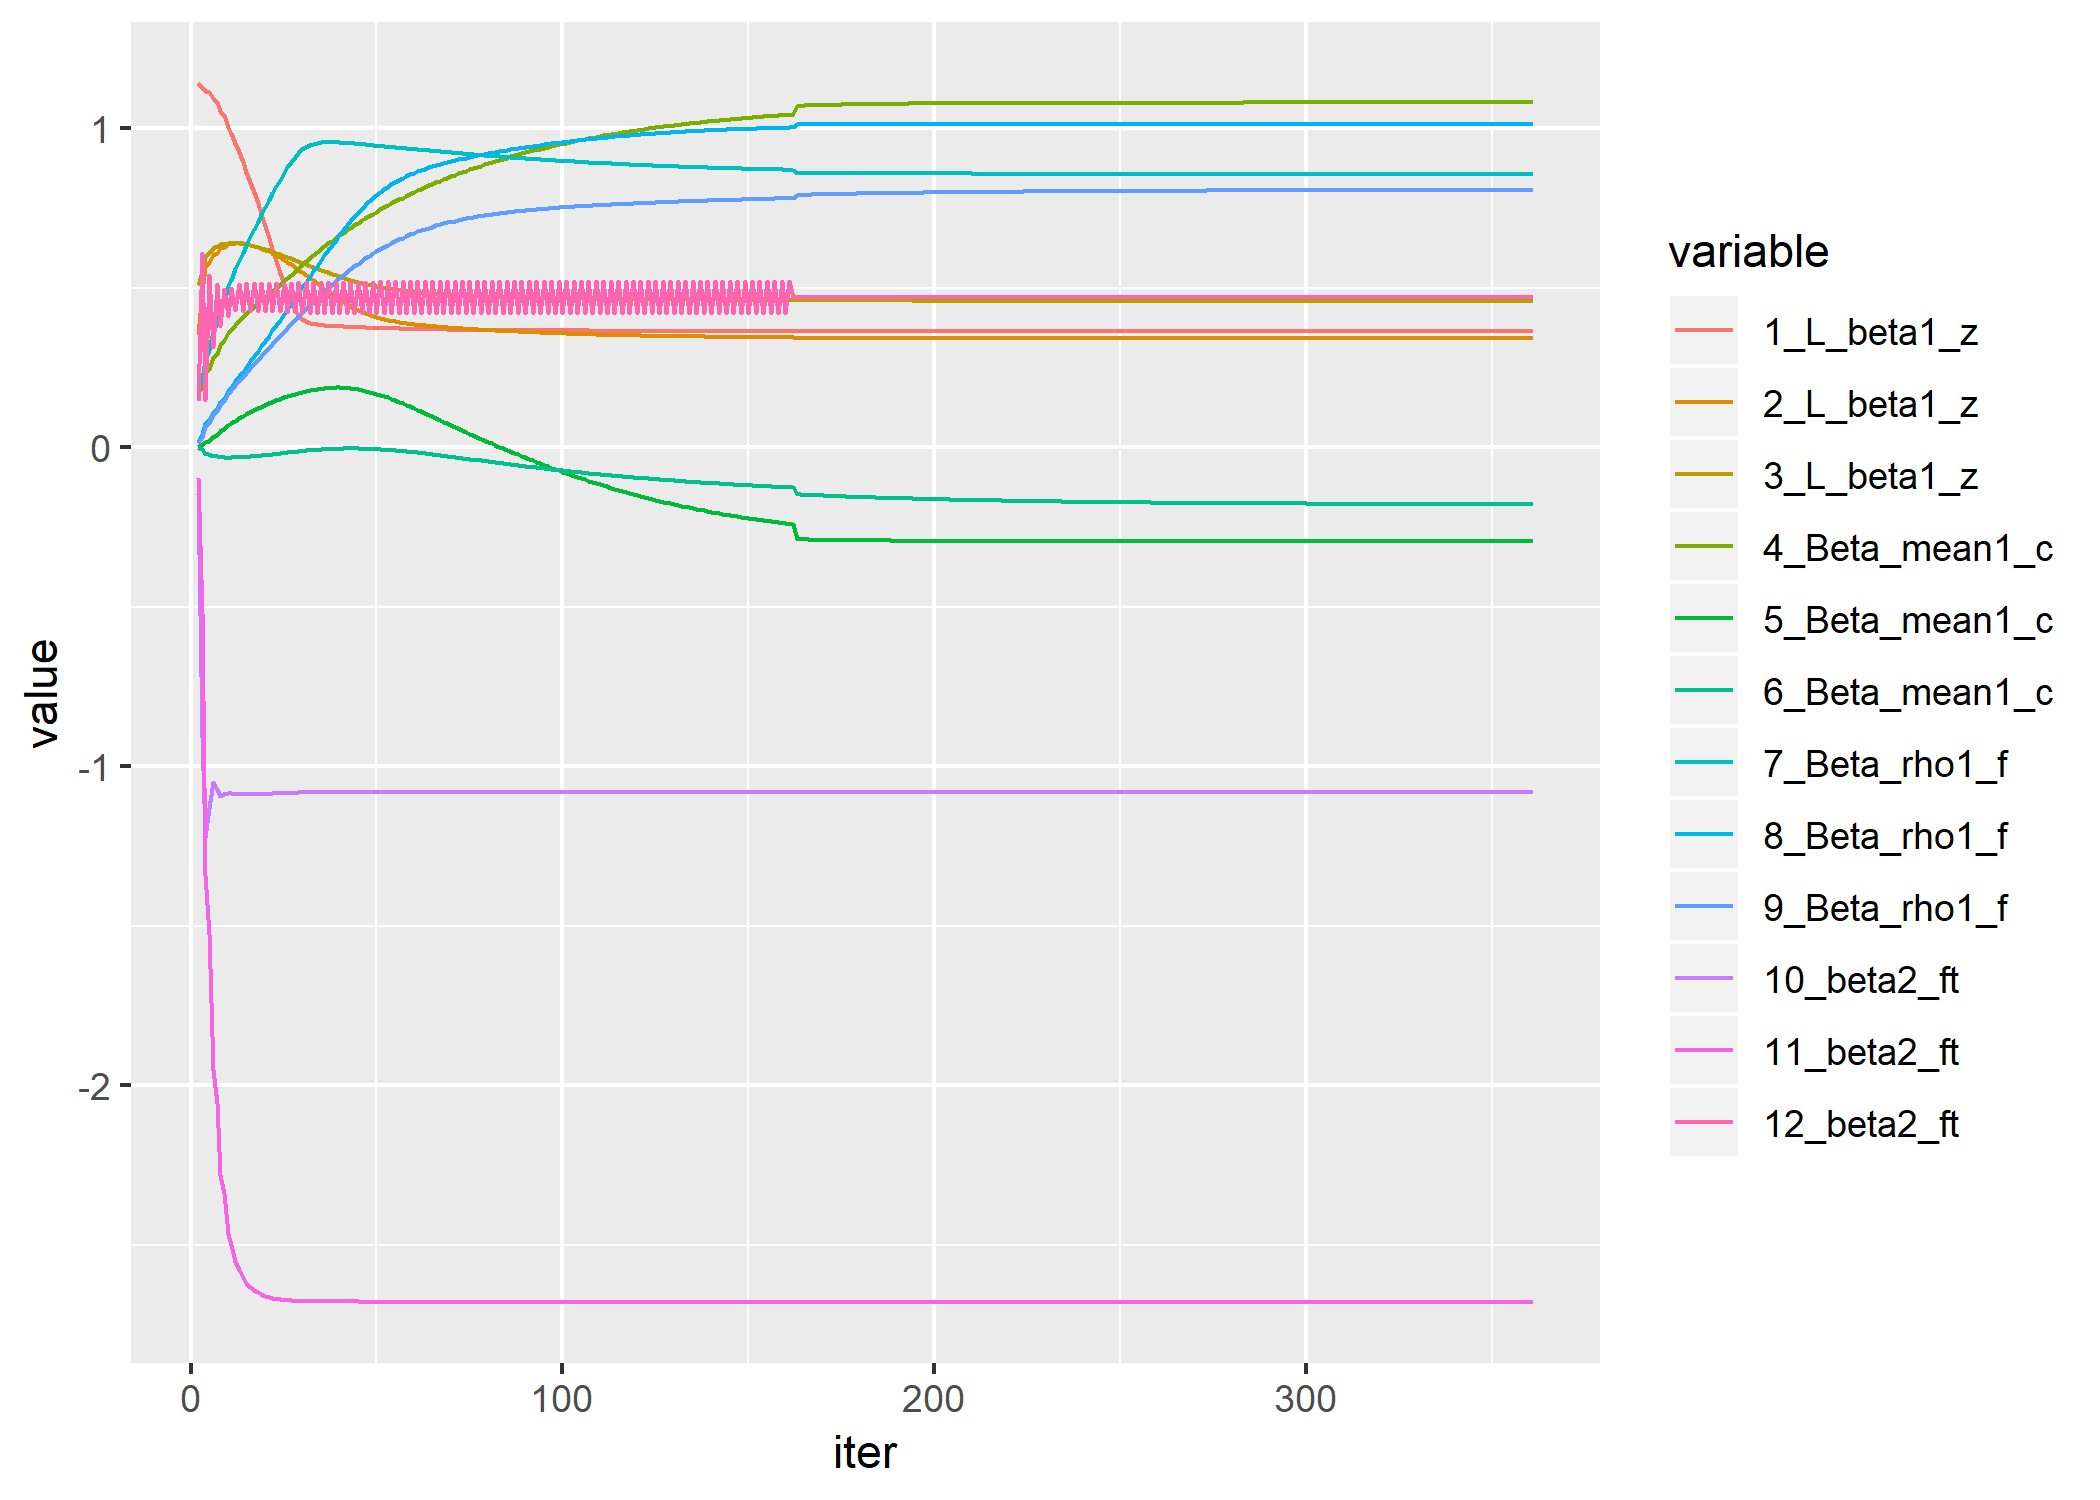 value
1
0
-1
-2
0
100
200
300
iter
variable
1_L_beta1_z
2_L_beta1_z
3_L_beta1_z
4_Beta_mean1_c
5_Beta_mean1_c
6_Beta_mean1_c
7_Beta_rho1_f
8_Beta_rho1_f
9_Beta_rho1_f
10_beta2_ft
11_beta2_ft
12_beta2_ft